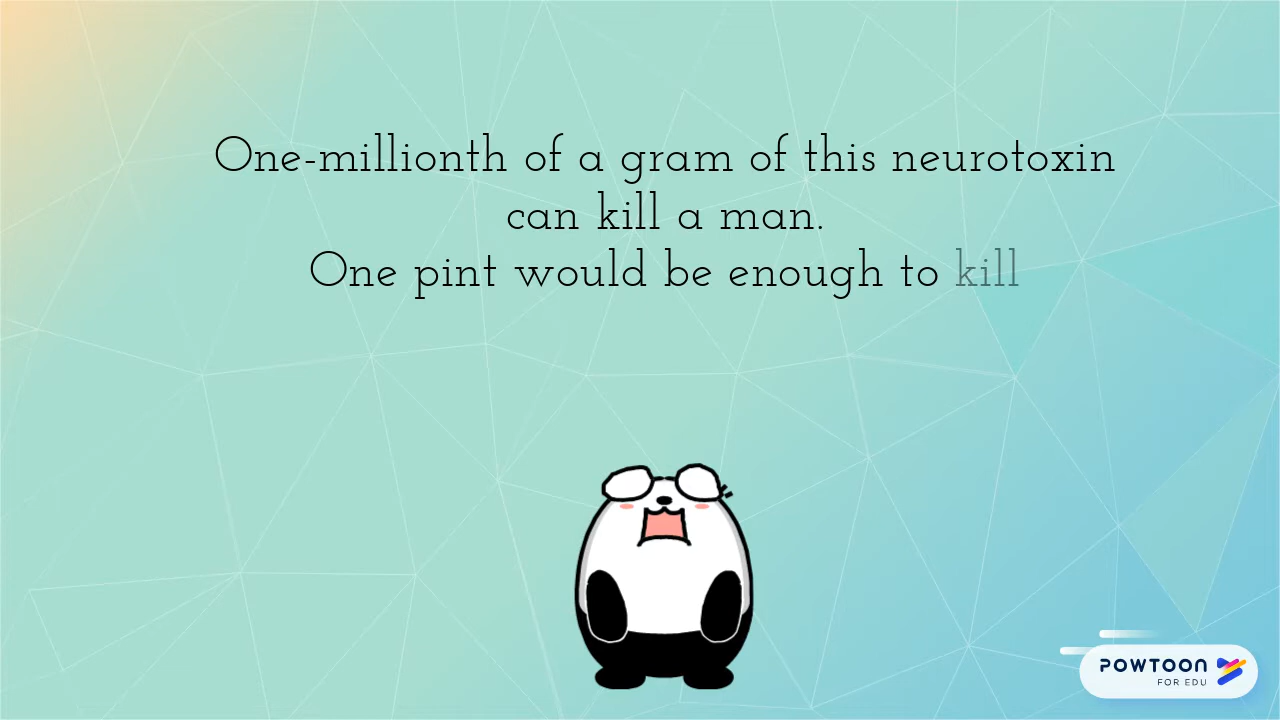 One-millionth of a gram of this neurotoxin
can kill a man.
One pint would be enough to kill
POWTOON
FOR EDU